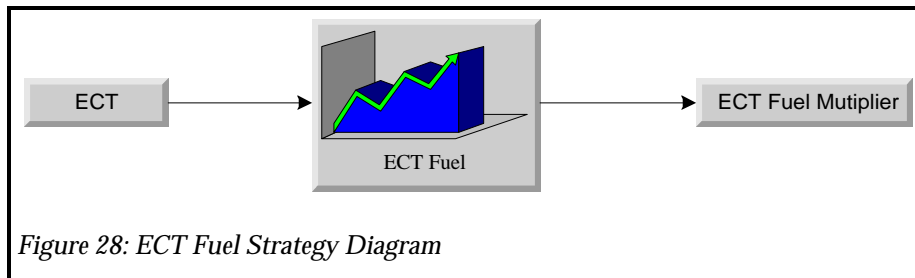 ECT
ECT Fuel
ECT Fuel Mutiplier
Figure 28: ECT Fuel Strategy Diagram